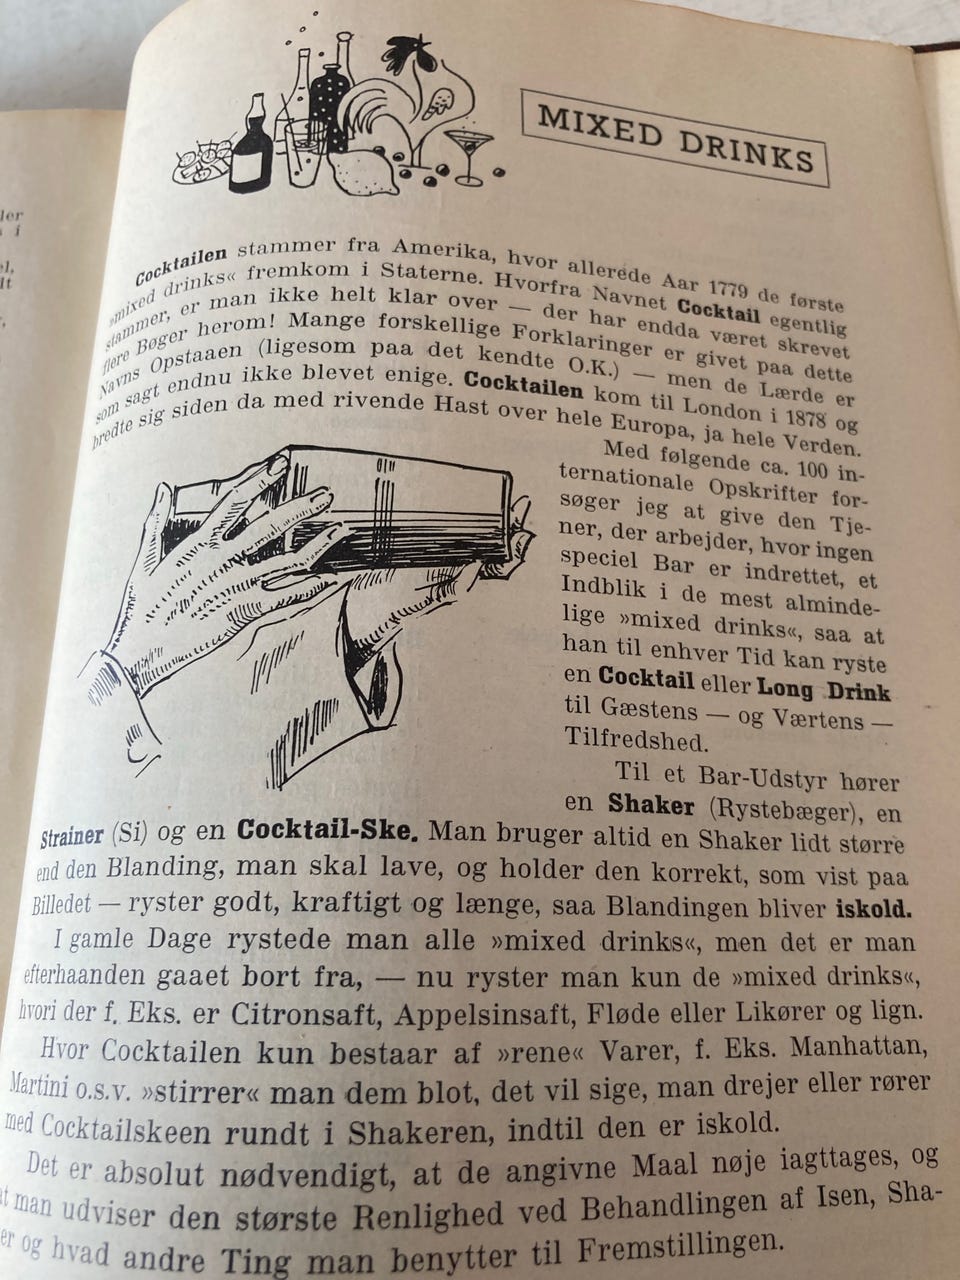 MIXED DRINKS
Cocktailen stammer fra Amerika, hvor allerede Aar 1779 de første
»mixed drinks« fremkom i Staterne. Hvorfra Navnet Cocktail egentlig
stammer, er man ikke helt klar over — der har endda været skrevet
flere Bøger herom! Mange forskellige Forklaringer er givet paa dette
Navns Opstaaen (ligesom paa det kendte O.K.) — men de Lærde er
som sagt endnu ikke blevet enige. Cocktailen kom til London i 1878 og
bredte sig siden da med rivende Hast over hele Europa, ja hele Verden.
Med følgende ca. 100 in-
ternationale Opskrifter for-
søger jeg at give den Tje-
ner, der arbejder, hvor ingen
speciel Bar er indrettet, et
Indblik i de mest alminde-
lige »mixed drinks«, saa at
han til enhver Tid kan ryste
en Cocktail eller Long Drink
til Gæstens — og Værtens —
Tilfredshed.
Til et Bar-Udstyr hører
en Shaker (Rystebæger), en
Strainer (Si) og en Cocktail-Ske. Man bruger altid en Shaker lidt større
end den Blanding, man skal lave, og holder den korrekt, som vist paa
Billedet — ryster godt, kraftigt og længe, saa Blandingen bliver iskold.
I gamle Dage rystede man alle »mixed drinks«, men det er man
efterhaanden gaaet bort fra, — nu ryster man kun de »mixed drinks«,
hvori der f. Eks. er Citronsaft, Appelsinsaft, Fløde eller Likører og lign.
Hvor Cocktailen kun bestaar af »rene« Varer, f. Eks. Manhattan,
Martini o.s.v. »stirrer« man dem blot, det vil sige, man drejer eller rører
med Cocktailskeen rundt i Shakeren, indtil den er iskold.
Det er absolut nødvendigt, at de angivne Maal nøje iagttages, og
at man udviser den største Renlighed ved Behandlingen af Isen, Sha-
er og hvad andre Ting man benytter til Fremstillingen.